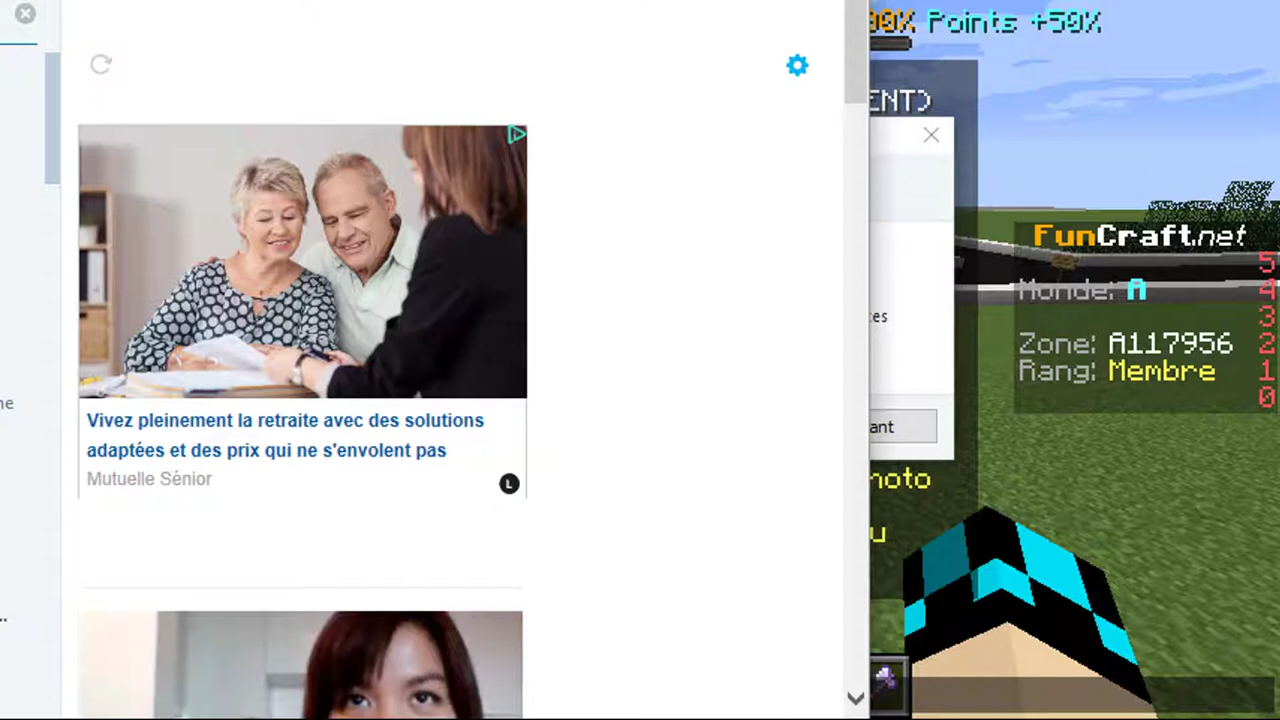 Points +50%
FunCraft.net
5
Monde: A 4
3
Zone: A117956 2
Rang: Membre 1
0
Vivez pleinement la retraite avec des solutions
adaptées et des prix qui ne s'envolent pas
Mutuelle Sénior
L